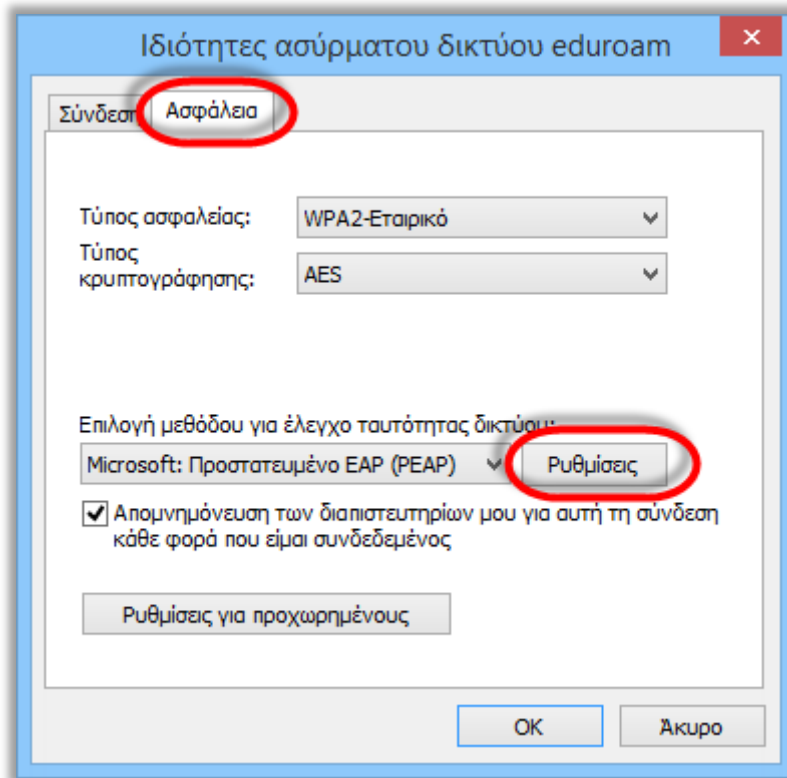 Ιδιότητες ασύρματου δικτύου eduroam
Σύνδεση Ασφάλεια
Τύπος ασφαλείας: WPA2-Εταιρικό
Τύπος
κρυπτογράφησης: AES
Επιλογή μεθόδου για έλεγχο ταυτότητας δικτύου:
Microsoft: Προστατευμένο EAP (PEAP) Ρυθμίσεις
Απομνημόνευση των διαπιστευτηρίων μου για αυτή τη σύνδεση
κάθε φορά που είμαι συνδεδεμένος
Ρυθμίσεις για προχωρημένους
OK Άκυρο